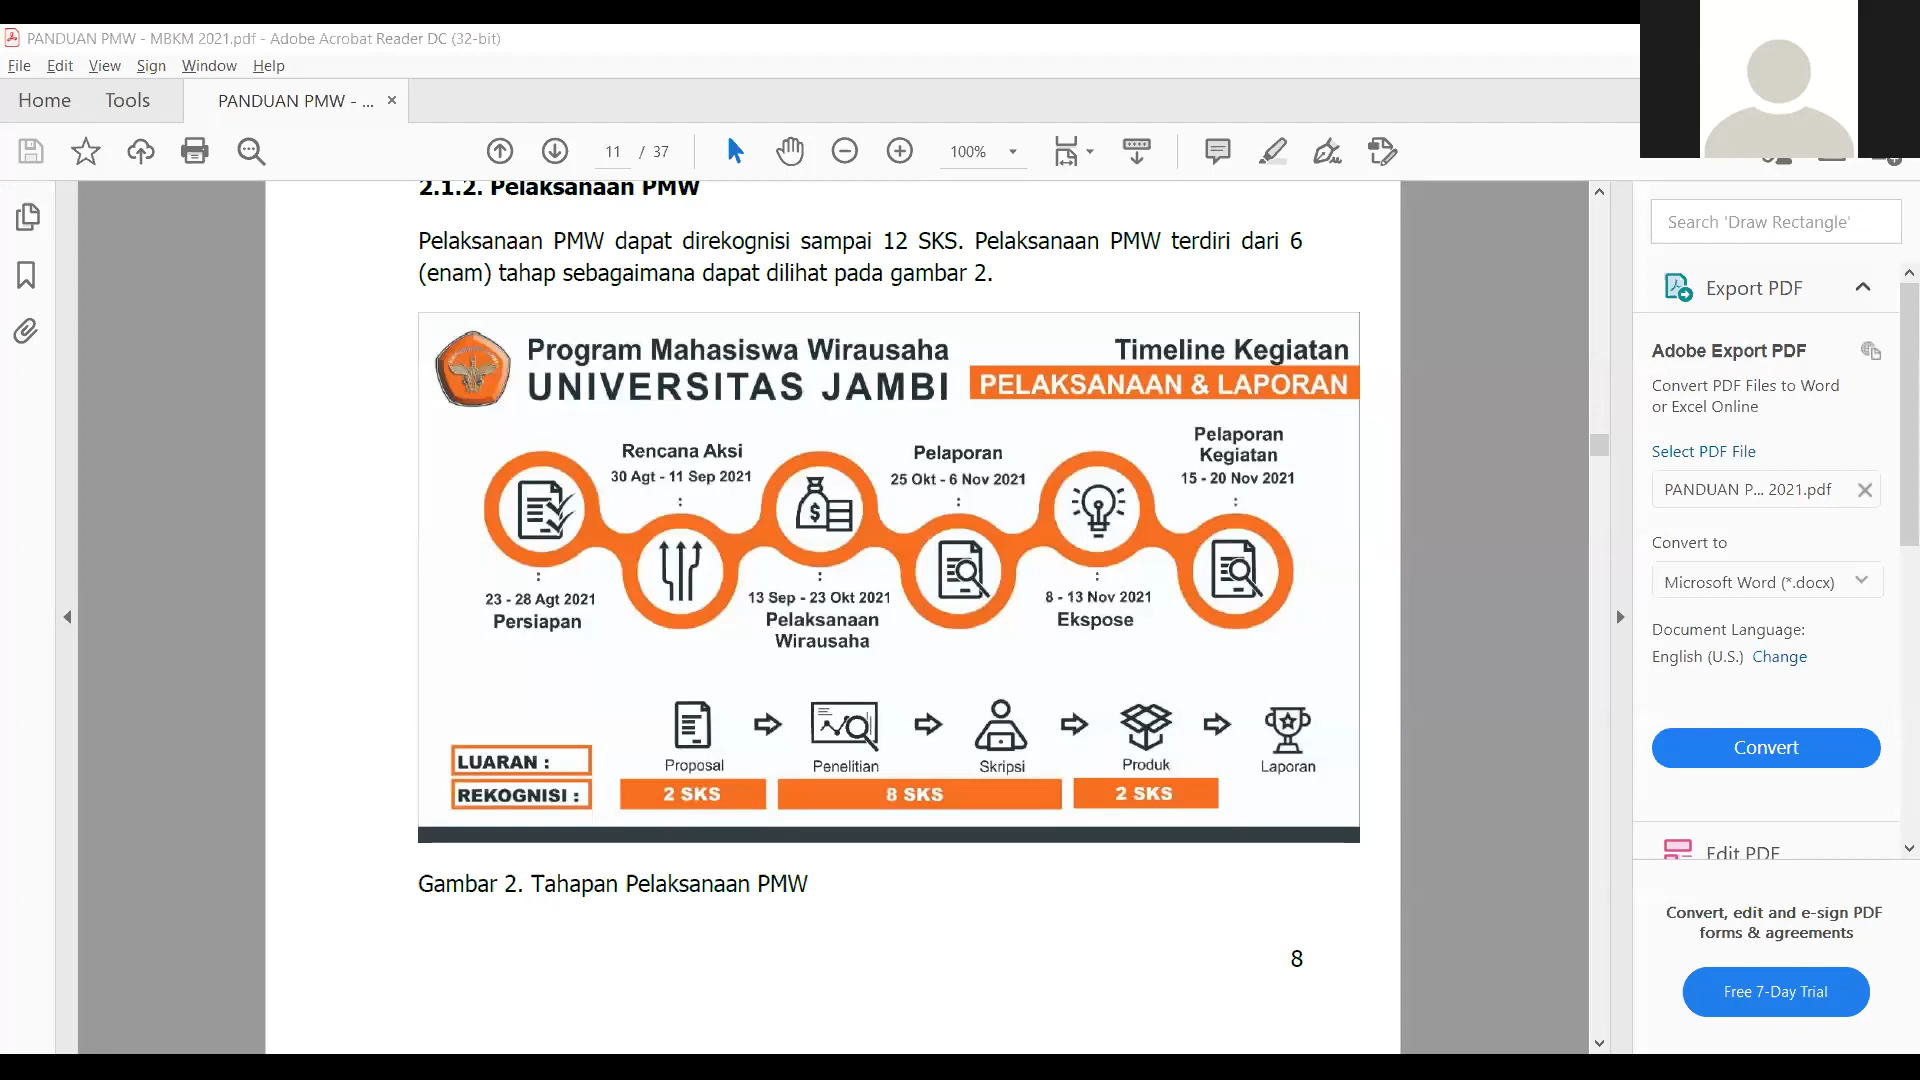 PANDUAN PMW - MBKM 2021.pdf - Adobe Acrobat Reader DC (32-bit)
File Edit View Sign Window Help
Home Tools PANDUAN PMW - ... ×
11 / 37 100%
2.1.2. Pelaksanaan PMW
Pelaksanaan PMW dapat direkognisi sampai 12 SKS. Pelaksanaan PMW terdiri dari 6
(enam) tahap sebagaimana dapat dilihat pada gambar 2.
Program Mahasiswa Wirausaha
UNIVERSITAS JAMBI
Timeline Kegiatan
PELAKSANAAN & LAPORAN
23 - 28 Agt 2021
Persiapan
Rencana Aksi
30 Agt - 11 Sep 2021
13 Sep - 23 Okt 2021
Pelaksanaan
Wirausaha
Pelaporan
25 Okt - 6 Nov 2021
8 - 13 Nov 2021
Ekspose
Pelaporan
Kegiatan
15 - 20 Nov 2021
LUARAN :
Proposal
Penelitian
Skripsi
Produk
Laporan
REKOGNISI :
2 SKS
8 SKS
2 SKS
Gambar 2. Tahapan Pelaksanaan PMW
8
Search 'Draw Rectangle'
Export PDF
Adobe Export PDF
Convert PDF Files to Word
or Excel Online
Select PDF File
PANDUAN P... 2021.pdf
Convert to
Microsoft Word (*.docx)
Document Language:
English (U.S.) Change
Convert
Edit PDF
Convert, edit and e-sign PDF
forms & agreements
Free 7-Day Trial